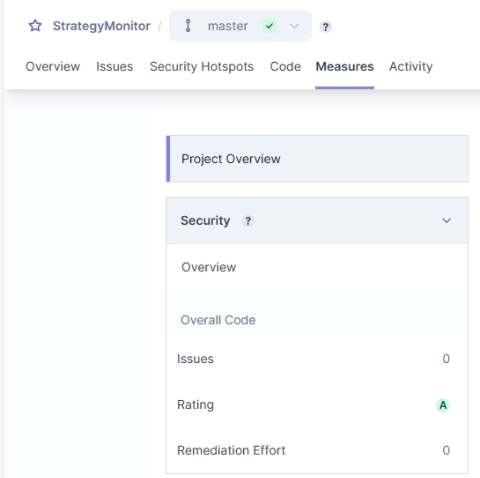 StrategyMonitor / master ?
Overview Issues Security Hotspots Code Measures Activity
Project Overview
Security ?
Overview
Overall Code
Issues 0
Rating A
Remediation Effort 0